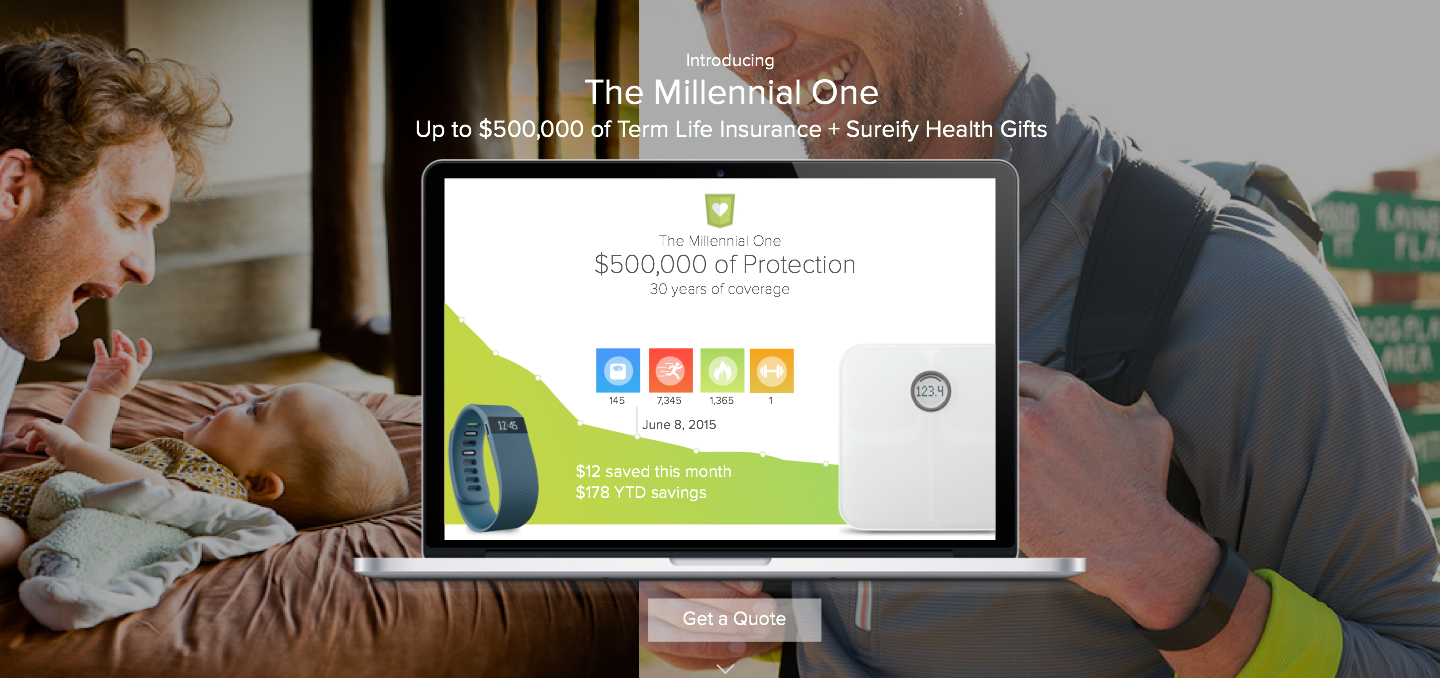 Introducing
The Millennial One
Up to $500,000 of Term Life Insurance + Sureify Health Gifts
The Millennial One
$500,000 of Protection
30 years of coverage
123.4
145
7,345
1,365
1
June 8, 2015
12:45
$12 saved this month
$178 YTD savings
Get a Quote